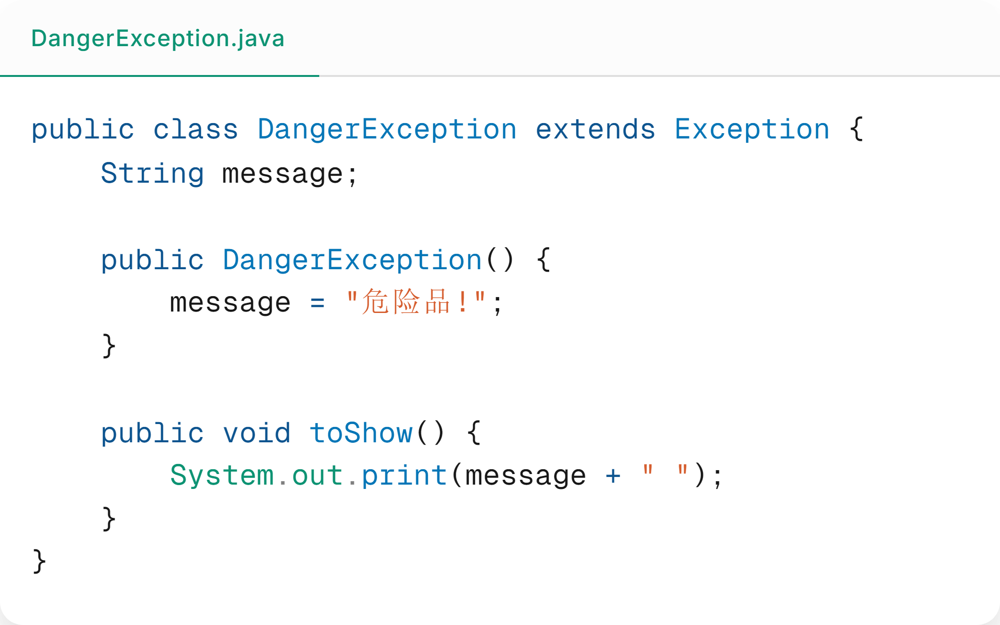 DangerException.java
public class DangerException extends Exception {
    String message;
    public DangerException() {
        message = "危险品!";
    }
    public void toShow() {
        System.out.print(message + " ");
    }
}